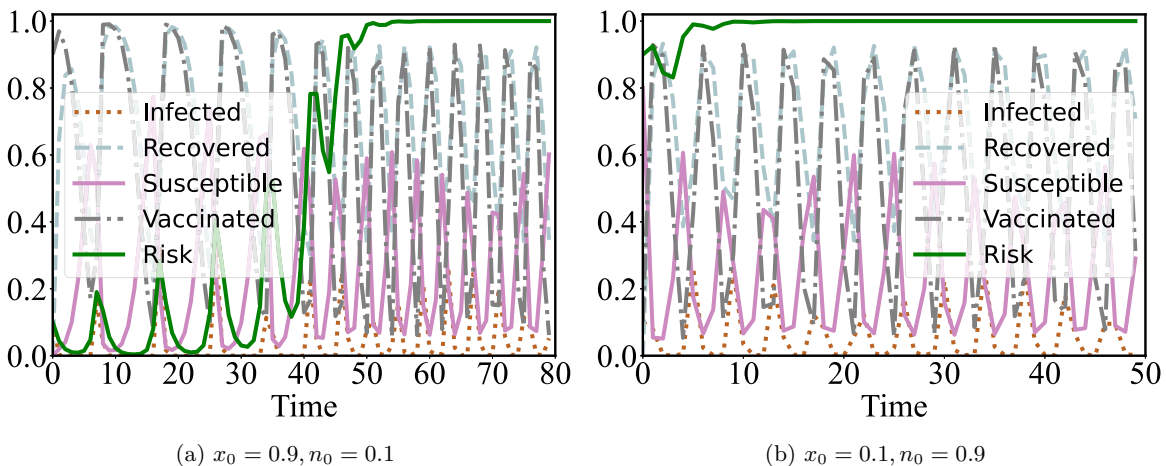 1.0
0.8
0.6
0.4
0.2
0.0
Infected
Recovered
Susceptible
Vaccinated
Risk
0 10 20 30 40 50 60 70 80
Time
(a) x₀ = 0.9, n₀ = 0.1
1.0
0.8
0.6
0.4
0.2
0.0
Infected
Recovered
Susceptible
Vaccinated
Risk
0 10 20 30 40 50
Time
(b) x₀ = 0.1, n₀ = 0.9